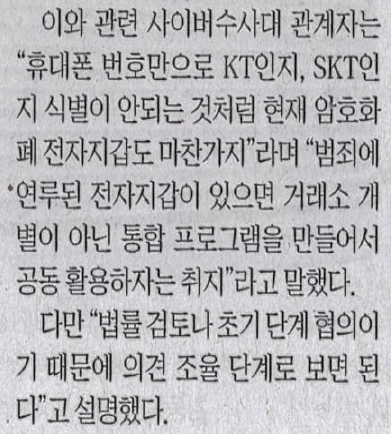 이와 관련 사이버수사대 관계자는
“휴대폰 번호만으로 KT인지, SKT인
지 식별이 안되는 것처럼 현재 암호화
폐 전자지갑도 마찬가지”라며 “범죄에
연루된 전자지갑이 있으면 거래소 개
별이 아닌 통합 프로그램을 만들어서
공동 활용하자는 취지”라고 말했다.
다만 “법률 검토나 초기 단계 협의이
기 때문에 의견 조율 단계로 보면 된
다”고 설명했다.